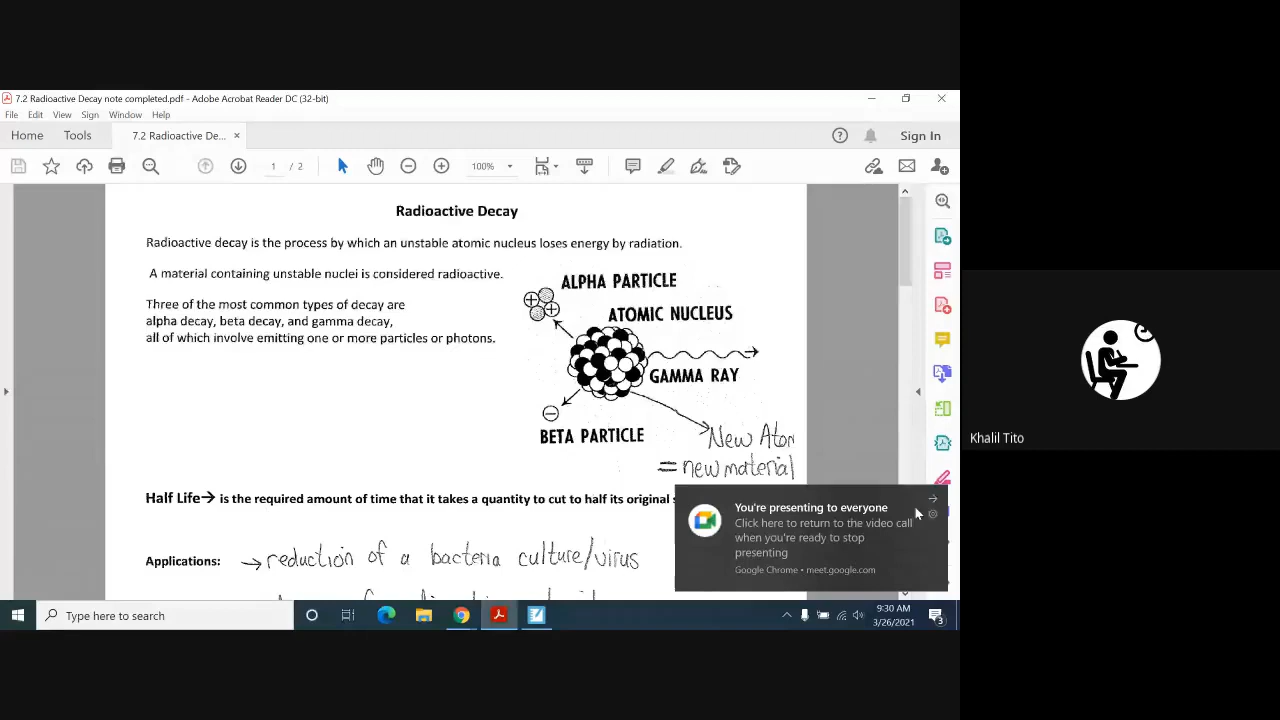 7.2 Radioactive Decay note completed.pdf - Adobe Acrobat Reader DC (32-bit)
File Edit View Sign Window Help
Home Tools 7.2 Radioactive De... × Sign In
1 / 2 100%
Radioactive Decay
Radioactive decay is the process by which an unstable atomic nucleus loses energy by radiation.
A material containing unstable nuclei is considered radioactive.
Three of the most common types of decay are
alpha decay, beta decay, and gamma decay,
all of which involve emitting one or more particles or photons.
ALPHA PARTICLE
ATOMIC NUCLEUS
GAMMA RAY
BETA PARTICLE
New Atom
= new material
Half Life→ is the required amount of time that it takes a quantity to cut to half its original
Applications: → reduction of a bacteria culture/virus
You're presenting to everyone
Click here to return to the video call
when you're ready to stop
presenting
Google Chrome • meet.google.com
Type here to search
9:30 AM
3/26/2021
3
Khalil Tito